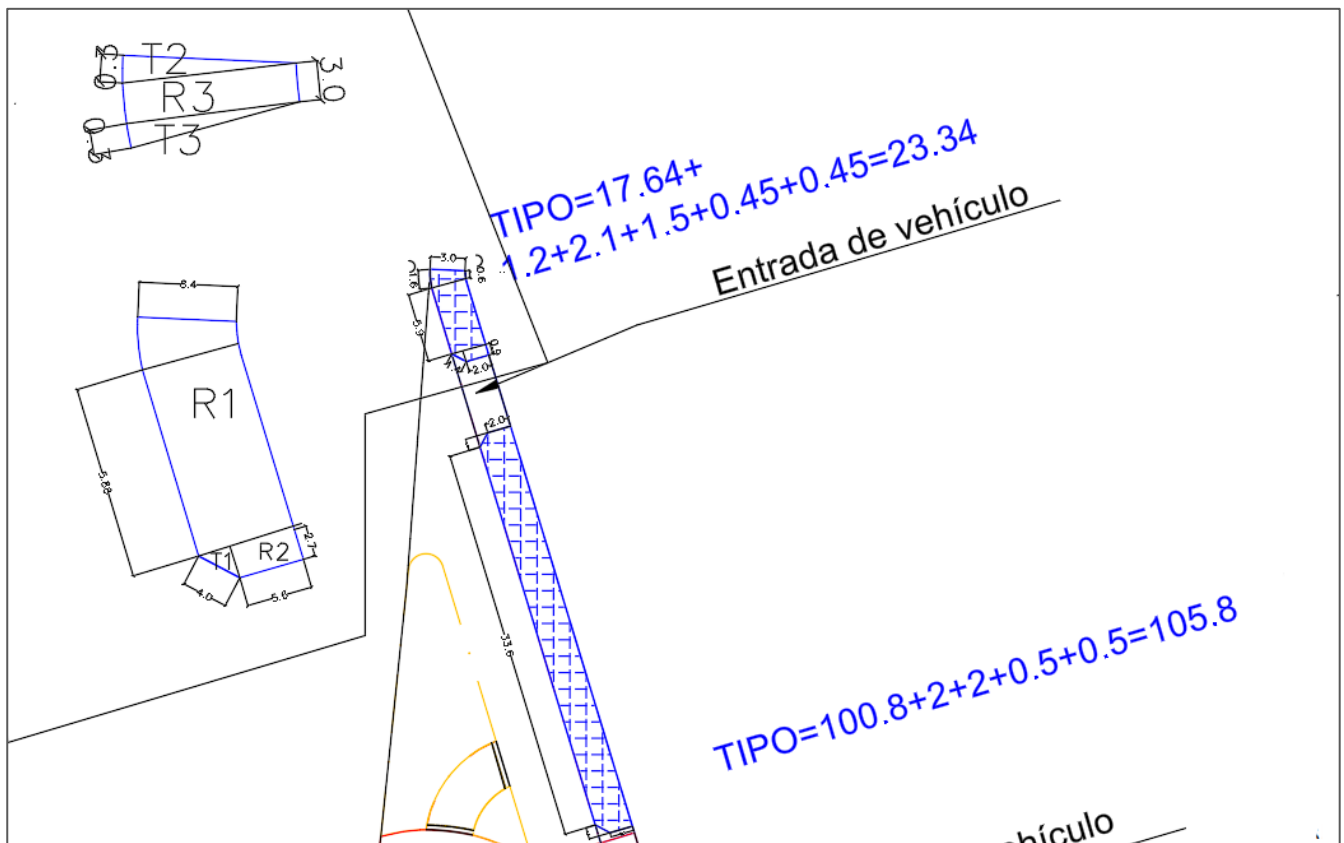 T2
R3
3.0
T3
TIPO=17.64+
1.2+2.1+1.5+0.45+0.45=23.34
Entrada de vehículo
3.0
0.6
5.9
2.0
6.4
R1
5.88
T1
R2
2.7
4.0
5.6
2.0
33.6
TIPO=100.8+2+2+0.5+0.5=105.8